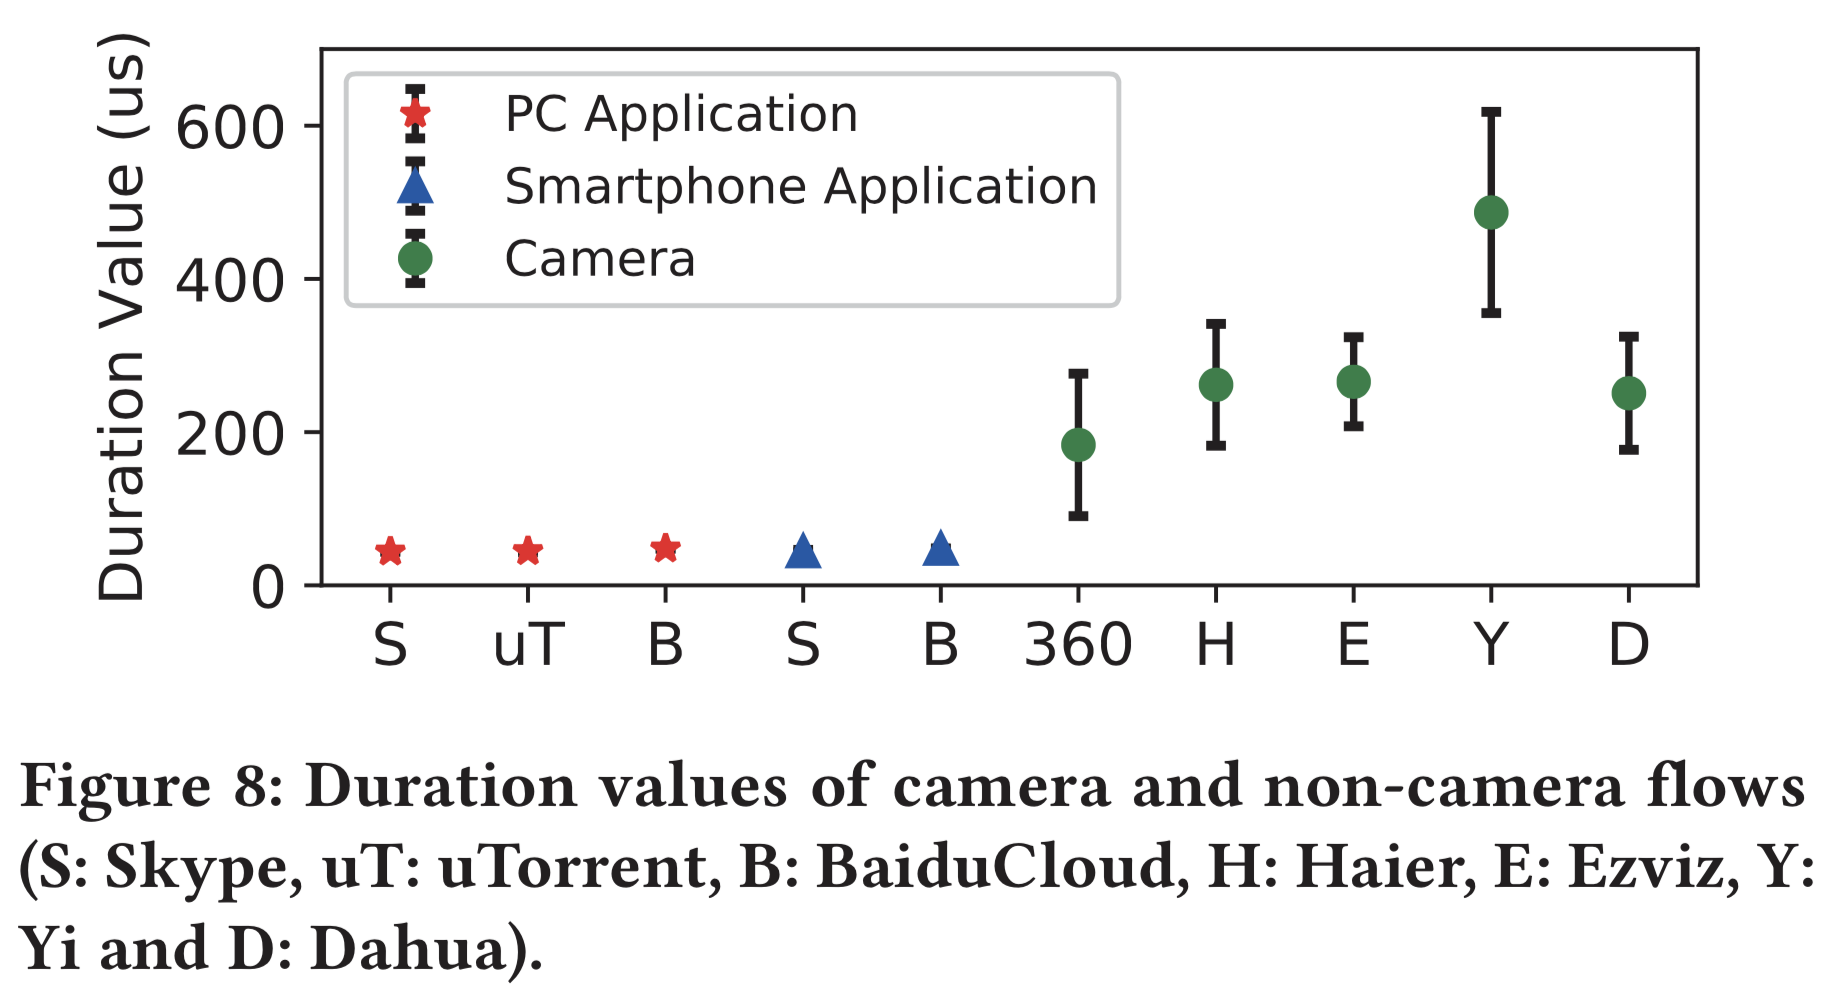 Duration Value (us)
600
400
200
0
PC Application
Smartphone Application
Camera
S uT B S B 360 H E Y D
Figure 8: Duration values of camera and non-camera flows
(S: Skype, uT: uTorrent, B: BaiduCloud, H: Haier, E: Ezviz, Y:
Yi and D: Dahua).